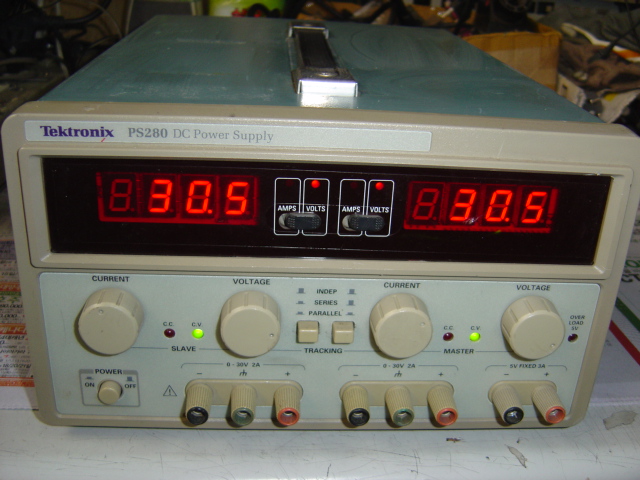 Tektronix PS280 DC Power Supply
30.5 AMPS VOLTS AMPS VOLTS 30.5
CURRENT VOLTAGE CURRENT VOLTAGE
INDEP
SERIES
PARALLEL
C.C. C.V. C.C. C.V. OVER
LOAD
5V
SLAVE TRACKING MASTER
POWER
ON OFF
0-30V 2A 0-30V 2A 5V FIXED 3A
- + - + - +